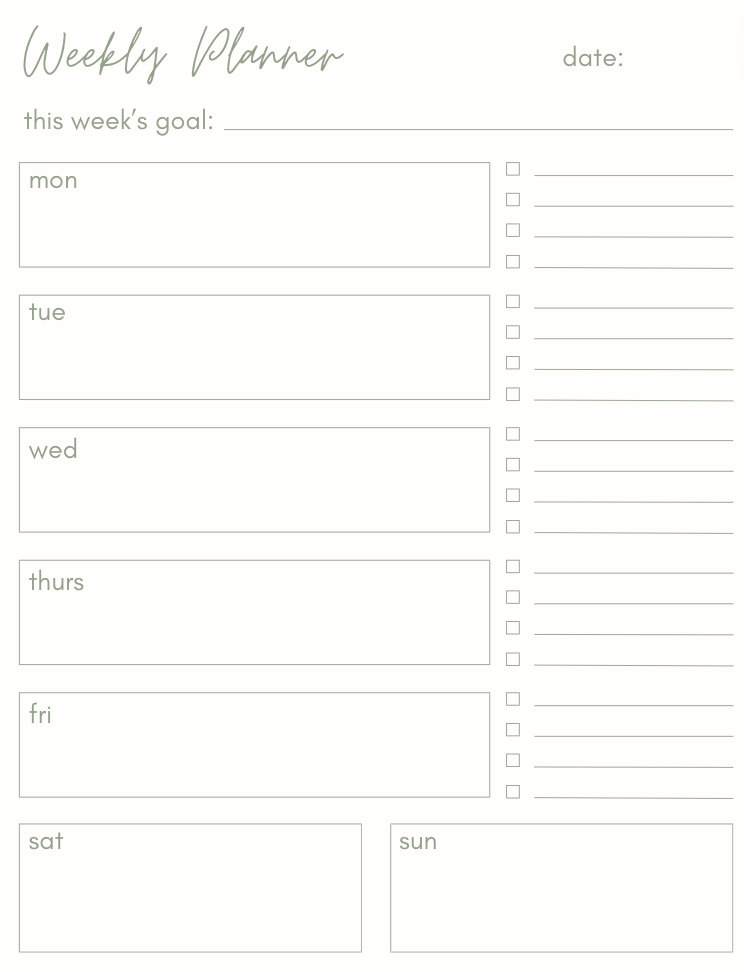 Weekly Planner
date:
this week's goal:
mon
tue
wed
thurs
fri
sat
sun